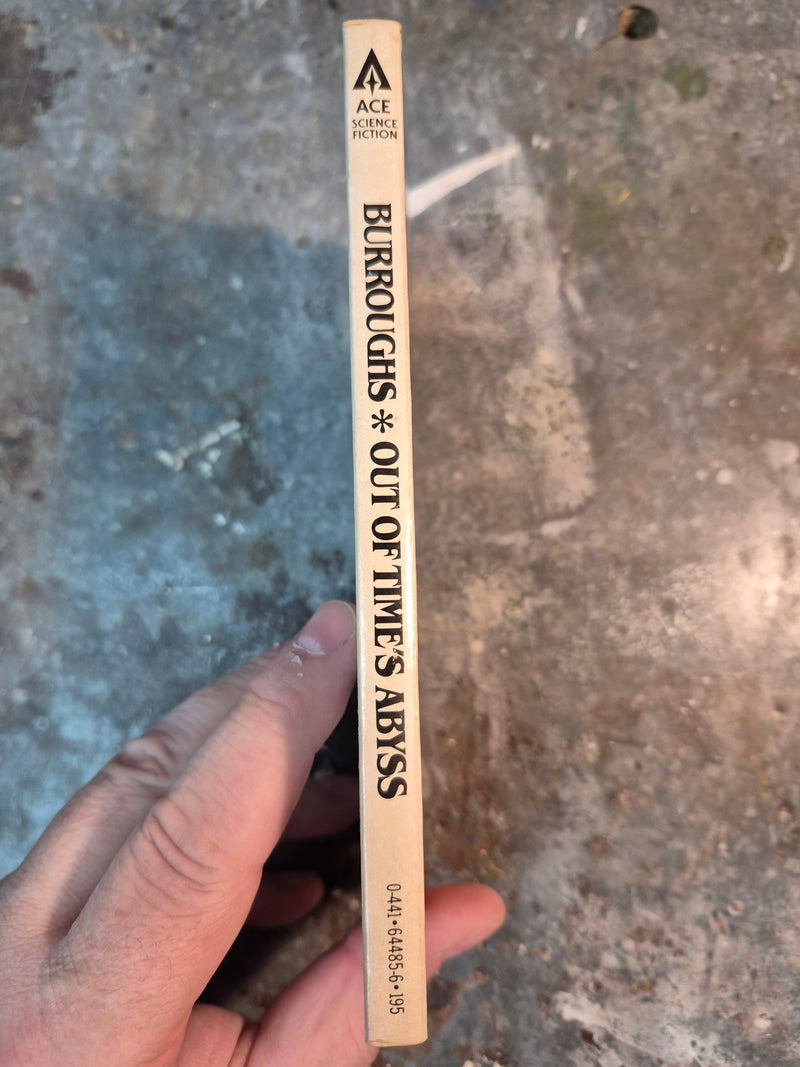 ACE
SCIENCE
FICTION
BURROUGHS * OUT OF TIME'S ABYSS
0-441•64485-6•195